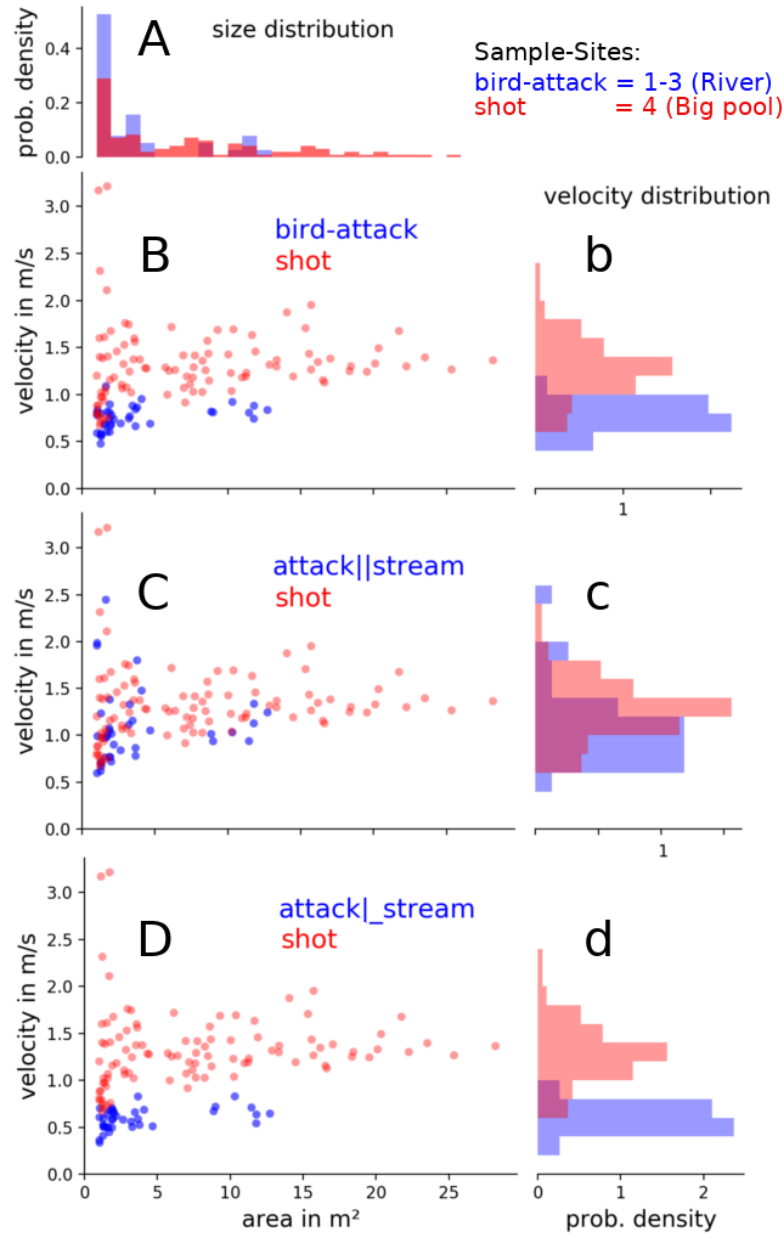 A
size distribution
Sample-Sites:
bird-attack = 1-3 (River)
shot = 4 (Big pool)
prob. density
0.4
0.2
0.0
B
bird-attack
shot
velocity in m/s
3.0
2.5
2.0
1.5
1.0
0.5
0.0
velocity distribution
b
1
C
attack||stream
shot
velocity in m/s
3.0
2.5
2.0
1.5
1.0
0.5
0.0
c
1
D
attack|_stream
shot
velocity in m/s
3.0
2.5
2.0
1.5
1.0
0.5
0.0
0 5 10 15 20 25
area in m²
d
0 1 2
prob. density